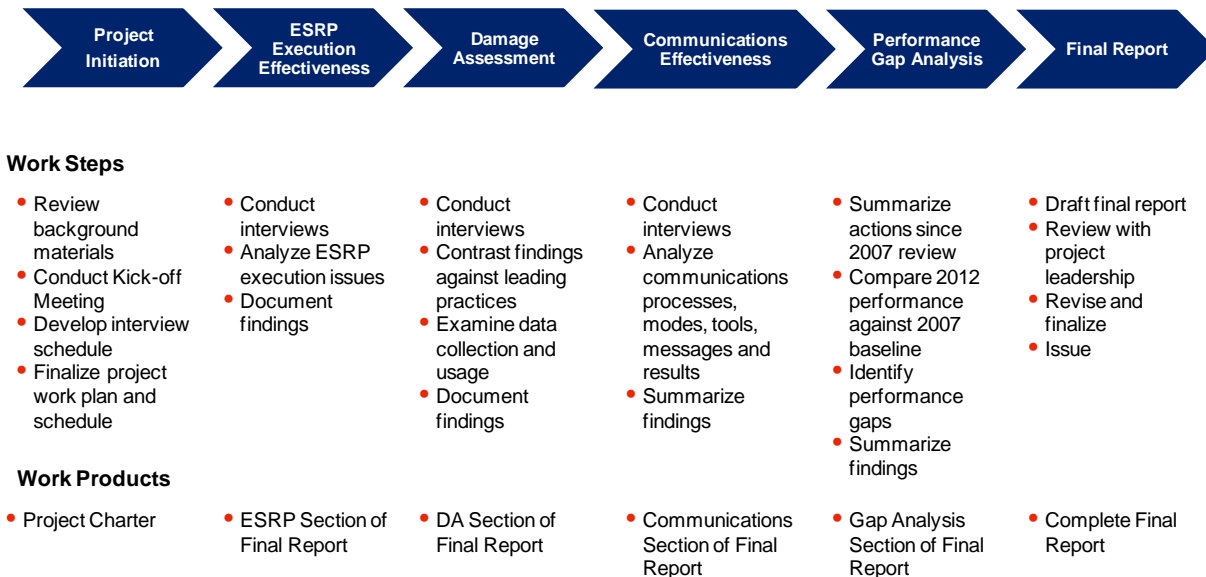 Project
Initiation
ESRP
Execution
Effectiveness
Damage
Assessment
Communications
Effectiveness
Performance
Gap Analysis
Final Report
Work Steps
• Review
background
materials
• Conduct Kick-off
Meeting
• Develop interview
schedule
• Finalize project
work plan and
schedule
• Conduct
interviews
• Analyze ESRP
execution issues
• Document
findings
• Conduct
interviews
• Contrast findings
against leading
practices
• Examine data
collection and
usage
• Document
findings
• Conduct
interviews
• Analyze
communications
processes,
modes, tools,
messages and
results
• Summarize
findings
• Summarize
actions since
2007 review
• Compare 2012
performance
against 2007
baseline
• Identify
performance
gaps
• Summarize
findings
• Draft final report
• Review with
project
leadership
• Revise and
finalize
• Issue
Work Products
• Project Charter
• ESRP Section of
Final Report
• DA Section of
Final Report
• Communications
Section of Final
Report
• Gap Analysis
Section of Final
Report
• Complete Final
Report